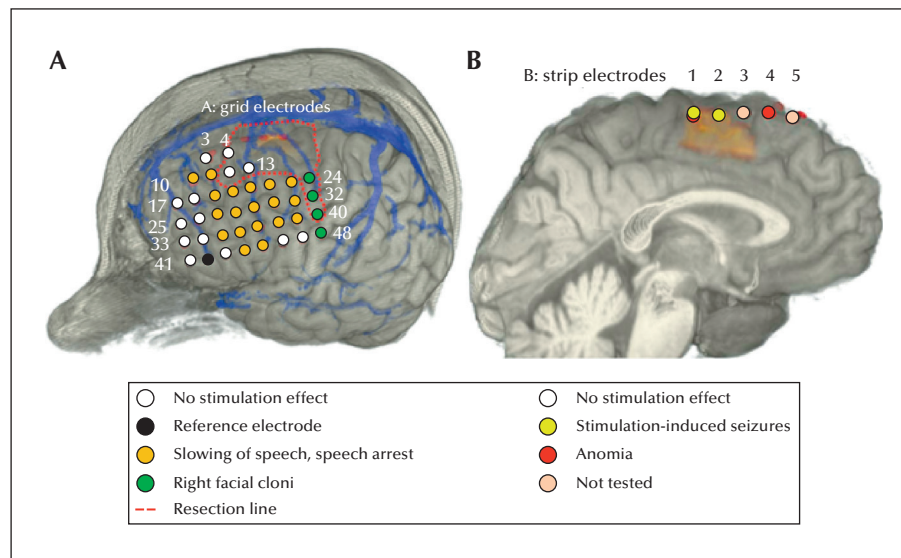 A
B
B: strip electrodes 1 2 3 4 5
A: grid electrodes
3 4
13
10
24
17
32
25
40
33
48
41
No stimulation effect
Reference electrode
Slowing of speech, speech arrest
Right facial cloni
Resection line
No stimulation effect
Stimulation-induced seizures
Anomia
Not tested